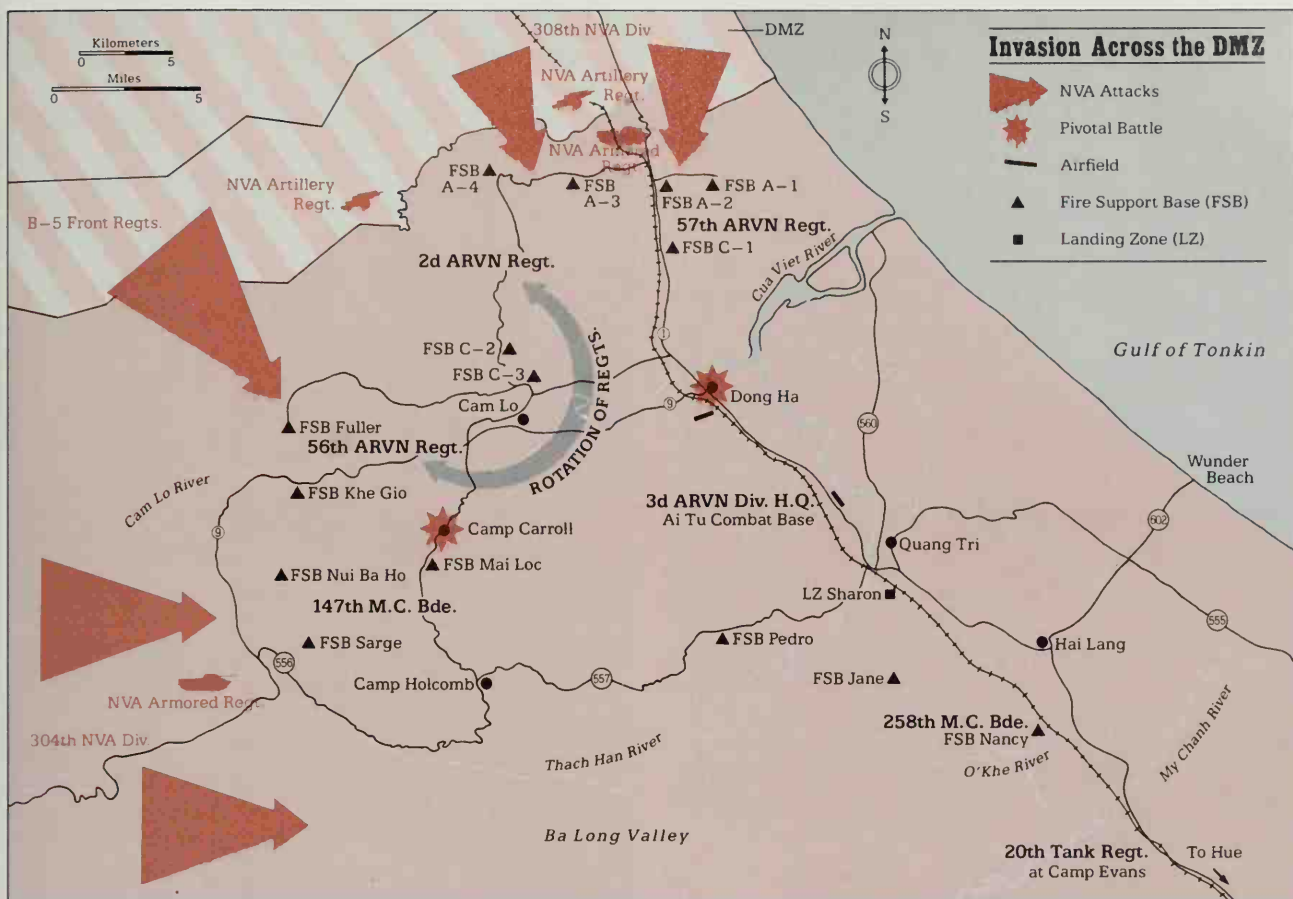 Kilometers
0 5
Miles
0 5
308th NVA Div.
DMZ
N
S
Invasion Across the DMZ
NVA Attacks
Pivotal Battle
Airfield
Fire Support Base (FSB)
Landing Zone (LZ)
NVA Artillery
Regt.
NVA Armored
Regt.
FSB
A–4
FSB
A–3
FSB A–1
FSB A–2
57th ARVN Regt.
FSB C–1
NVA Artillery
Regt.
B–5 Front Regts.
2d ARVN Regt.
Cua Viet River
Gulf of Tonkin
1
FSB C–2
FSB C–3
ROTATION OF REGTS.
Cam Lo
9
Dong Ha
560
FSB Fuller
56th ARVN Regt.
Wunder
Beach
Cam Lo River
FSB Khe Gio
3d ARVN Div. H.Q.
Ai Tu Combat Base
602
9
Camp Carroll
Quang Tri
FSB Nui Ba Ho
FSB Mai Loc
147th M.C. Bde.
LZ Sharon
555
FSB Sarge
FSB Pedro
Hai Lang
556
Camp Holcomb
557
FSB Jane
NVA Armored Regt.
304th NVA Div.
258th M.C. Bde.
FSB Nancy
My Chanh River
Thach Han River
O'Khe River
Ba Long Valley
20th Tank Regt.
at Camp Evans
To Hue